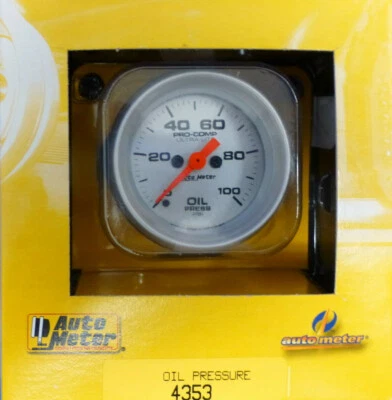 40 60
PRO-COMP
ULTRA-LITE
20 80
Auto Meter
0 100
OIL
PRESS
Auto
Meter
auto meter
OIL PRESSURE
4353